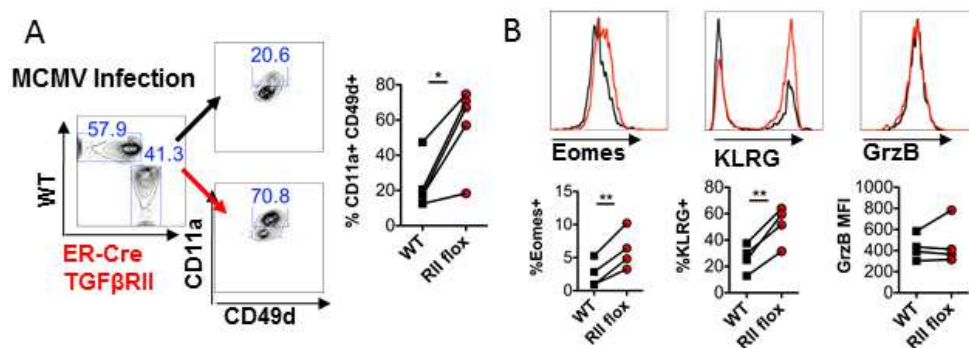 A
MCMV Infection
57.9
41.3
WT
ER-Cre
TGFβRII
20.6
70.8
CD11a
CD49d
% CD11a+ CD49d+
80
60
40
20
0
*
WT
RII flox
B
Eomes
KLRG
GrzB
%Eomes+
15
10
5
0
**
WT
RII flox
%KLRG+
80
60
40
20
0
**
WT
RII flox
GrzB MFI
1000
800
600
400
200
0
WT
RII flox